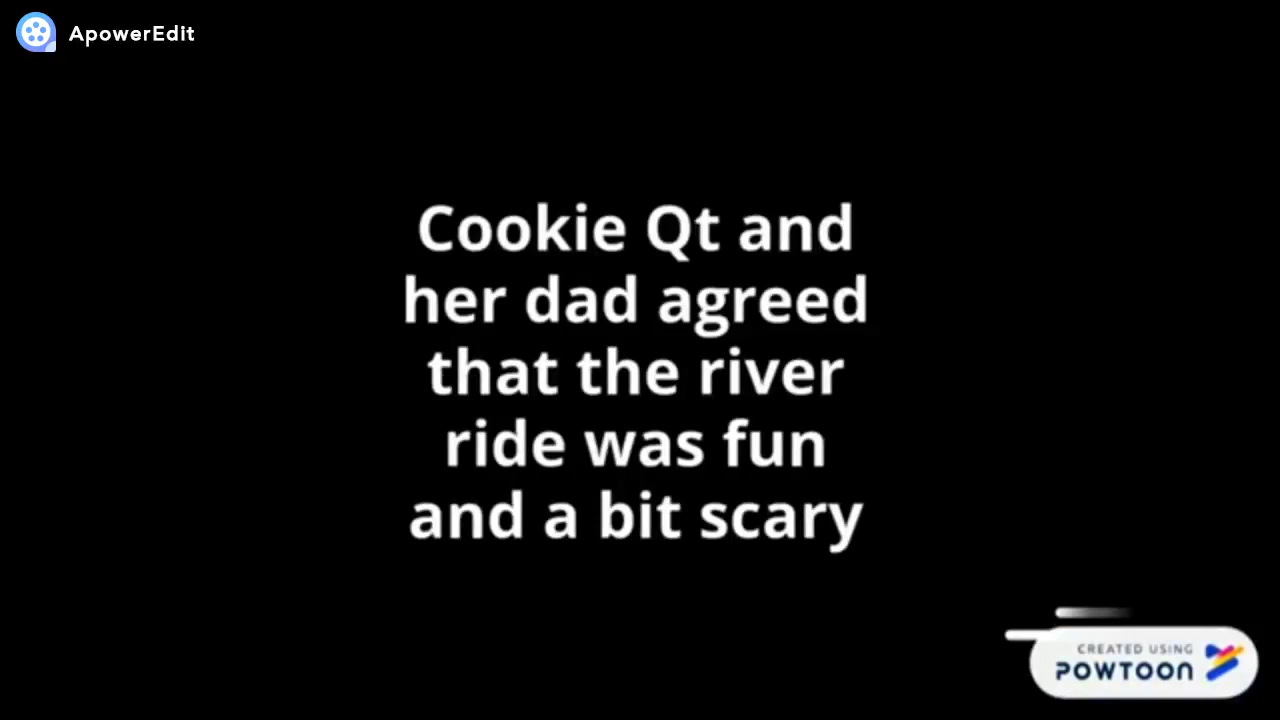 ApowerEdit
Cookie Qt and
her dad agreed
that the river
ride was fun
and a bit scary
CREATED USING
POWTOON